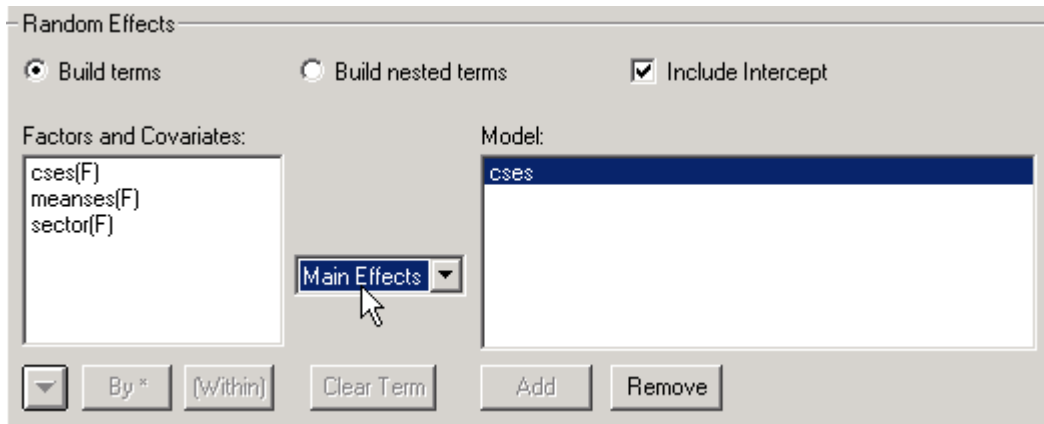 Random Effects
Build terms Build nested terms Include Intercept
Factors and Covariates: Model:
cses(F) cses
meanses(F)
sector(F)
Main Effects
By * (Within) Clear Term Add Remove